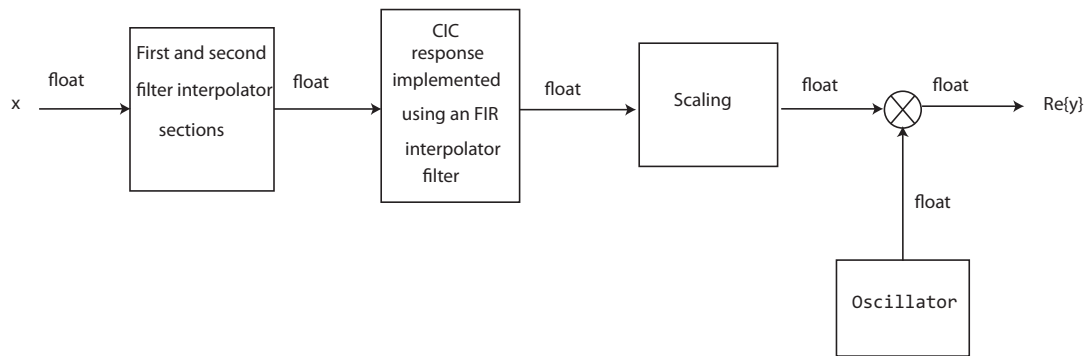 x
float
First and second
filter interpolator
sections
float
CIC
response
implemented
using an FIR
interpolator
filter
float
Scaling
float
float
Re{y}
float
Oscillator